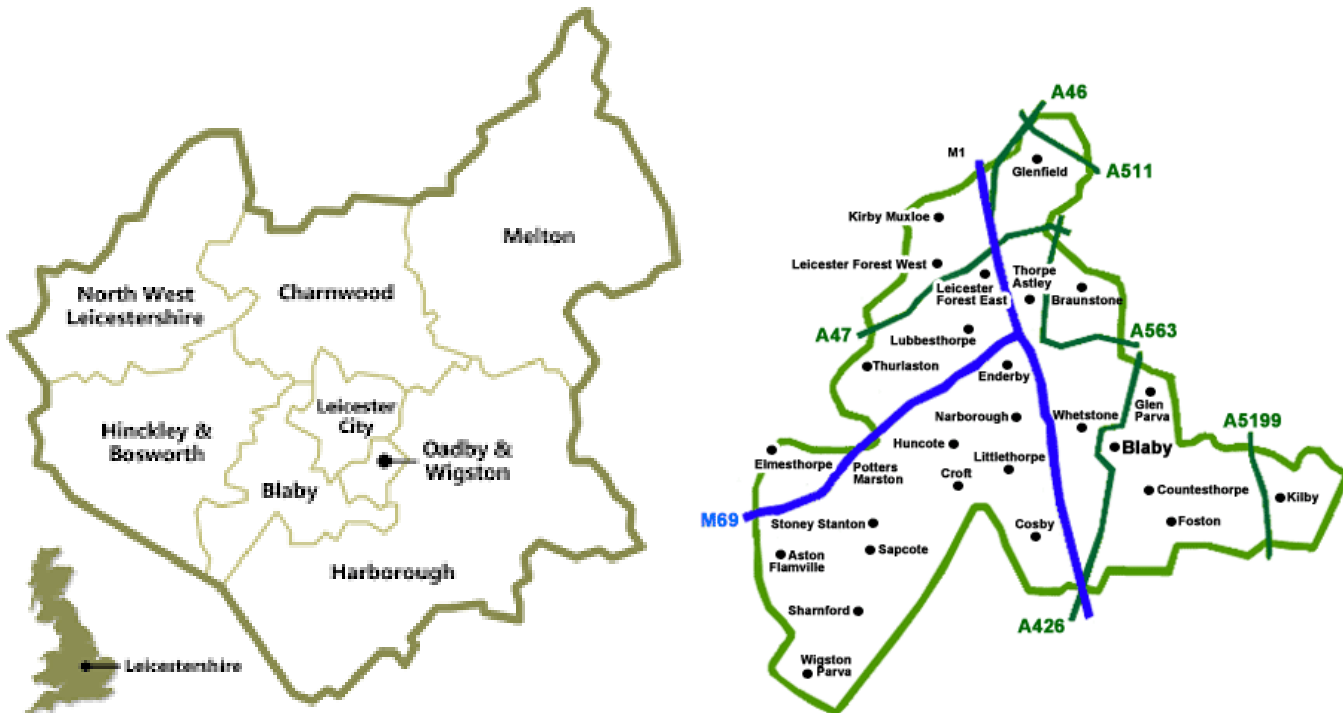 Melton
North West
Leicestershire
Charnwood
Hinckley &
Bosworth
Leicester
City
Oadby &
Wigston
Blaby
Harborough
Leicestershire
A46
M1
Glenfield
A511
Kirby Muxloe
Leicester Forest West
Leicester
Forest East
Thorpe
Astley
Braunstone
A47
Lubbesthorpe
A563
Thurlaston
Enderby
Glen
Parva
Narborough
Whetstone
A5199
Huncote
Blaby
Elmesthorpe
Potters
Marston
Littlethorpe
Croft
Countesthorpe
Kilby
M69
Stoney Stanton
Cosby
Foston
Aston
Flamville
Sapcote
Sharnford
A426
Wigston
Parva